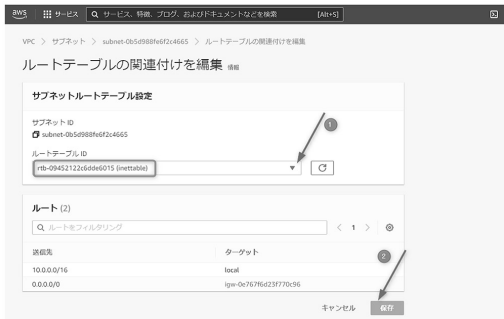 aws サービス サービス、特徴、ブログ、およびドキュメントなどを検索 [Alt+S]
VPC > サブネット > subnet-0b5d988fe6f2c4665 > ルートテーブルの関連付けを編集
ルートテーブルの関連付けを編集 情報
サブネットルートテーブル設定
サブネット ID
subnet-0b5d988fe6f2c4665
ルートテーブル ID
rtb-09452122c6dde6015 (inettable)
1
ルート (2)
ルートをフィルタリング
< 1 >
送信先 ターゲット
2
10.0.0.0/16 local
0.0.0.0/0 igw-0e767f6d23f770c96
キャンセル 保存